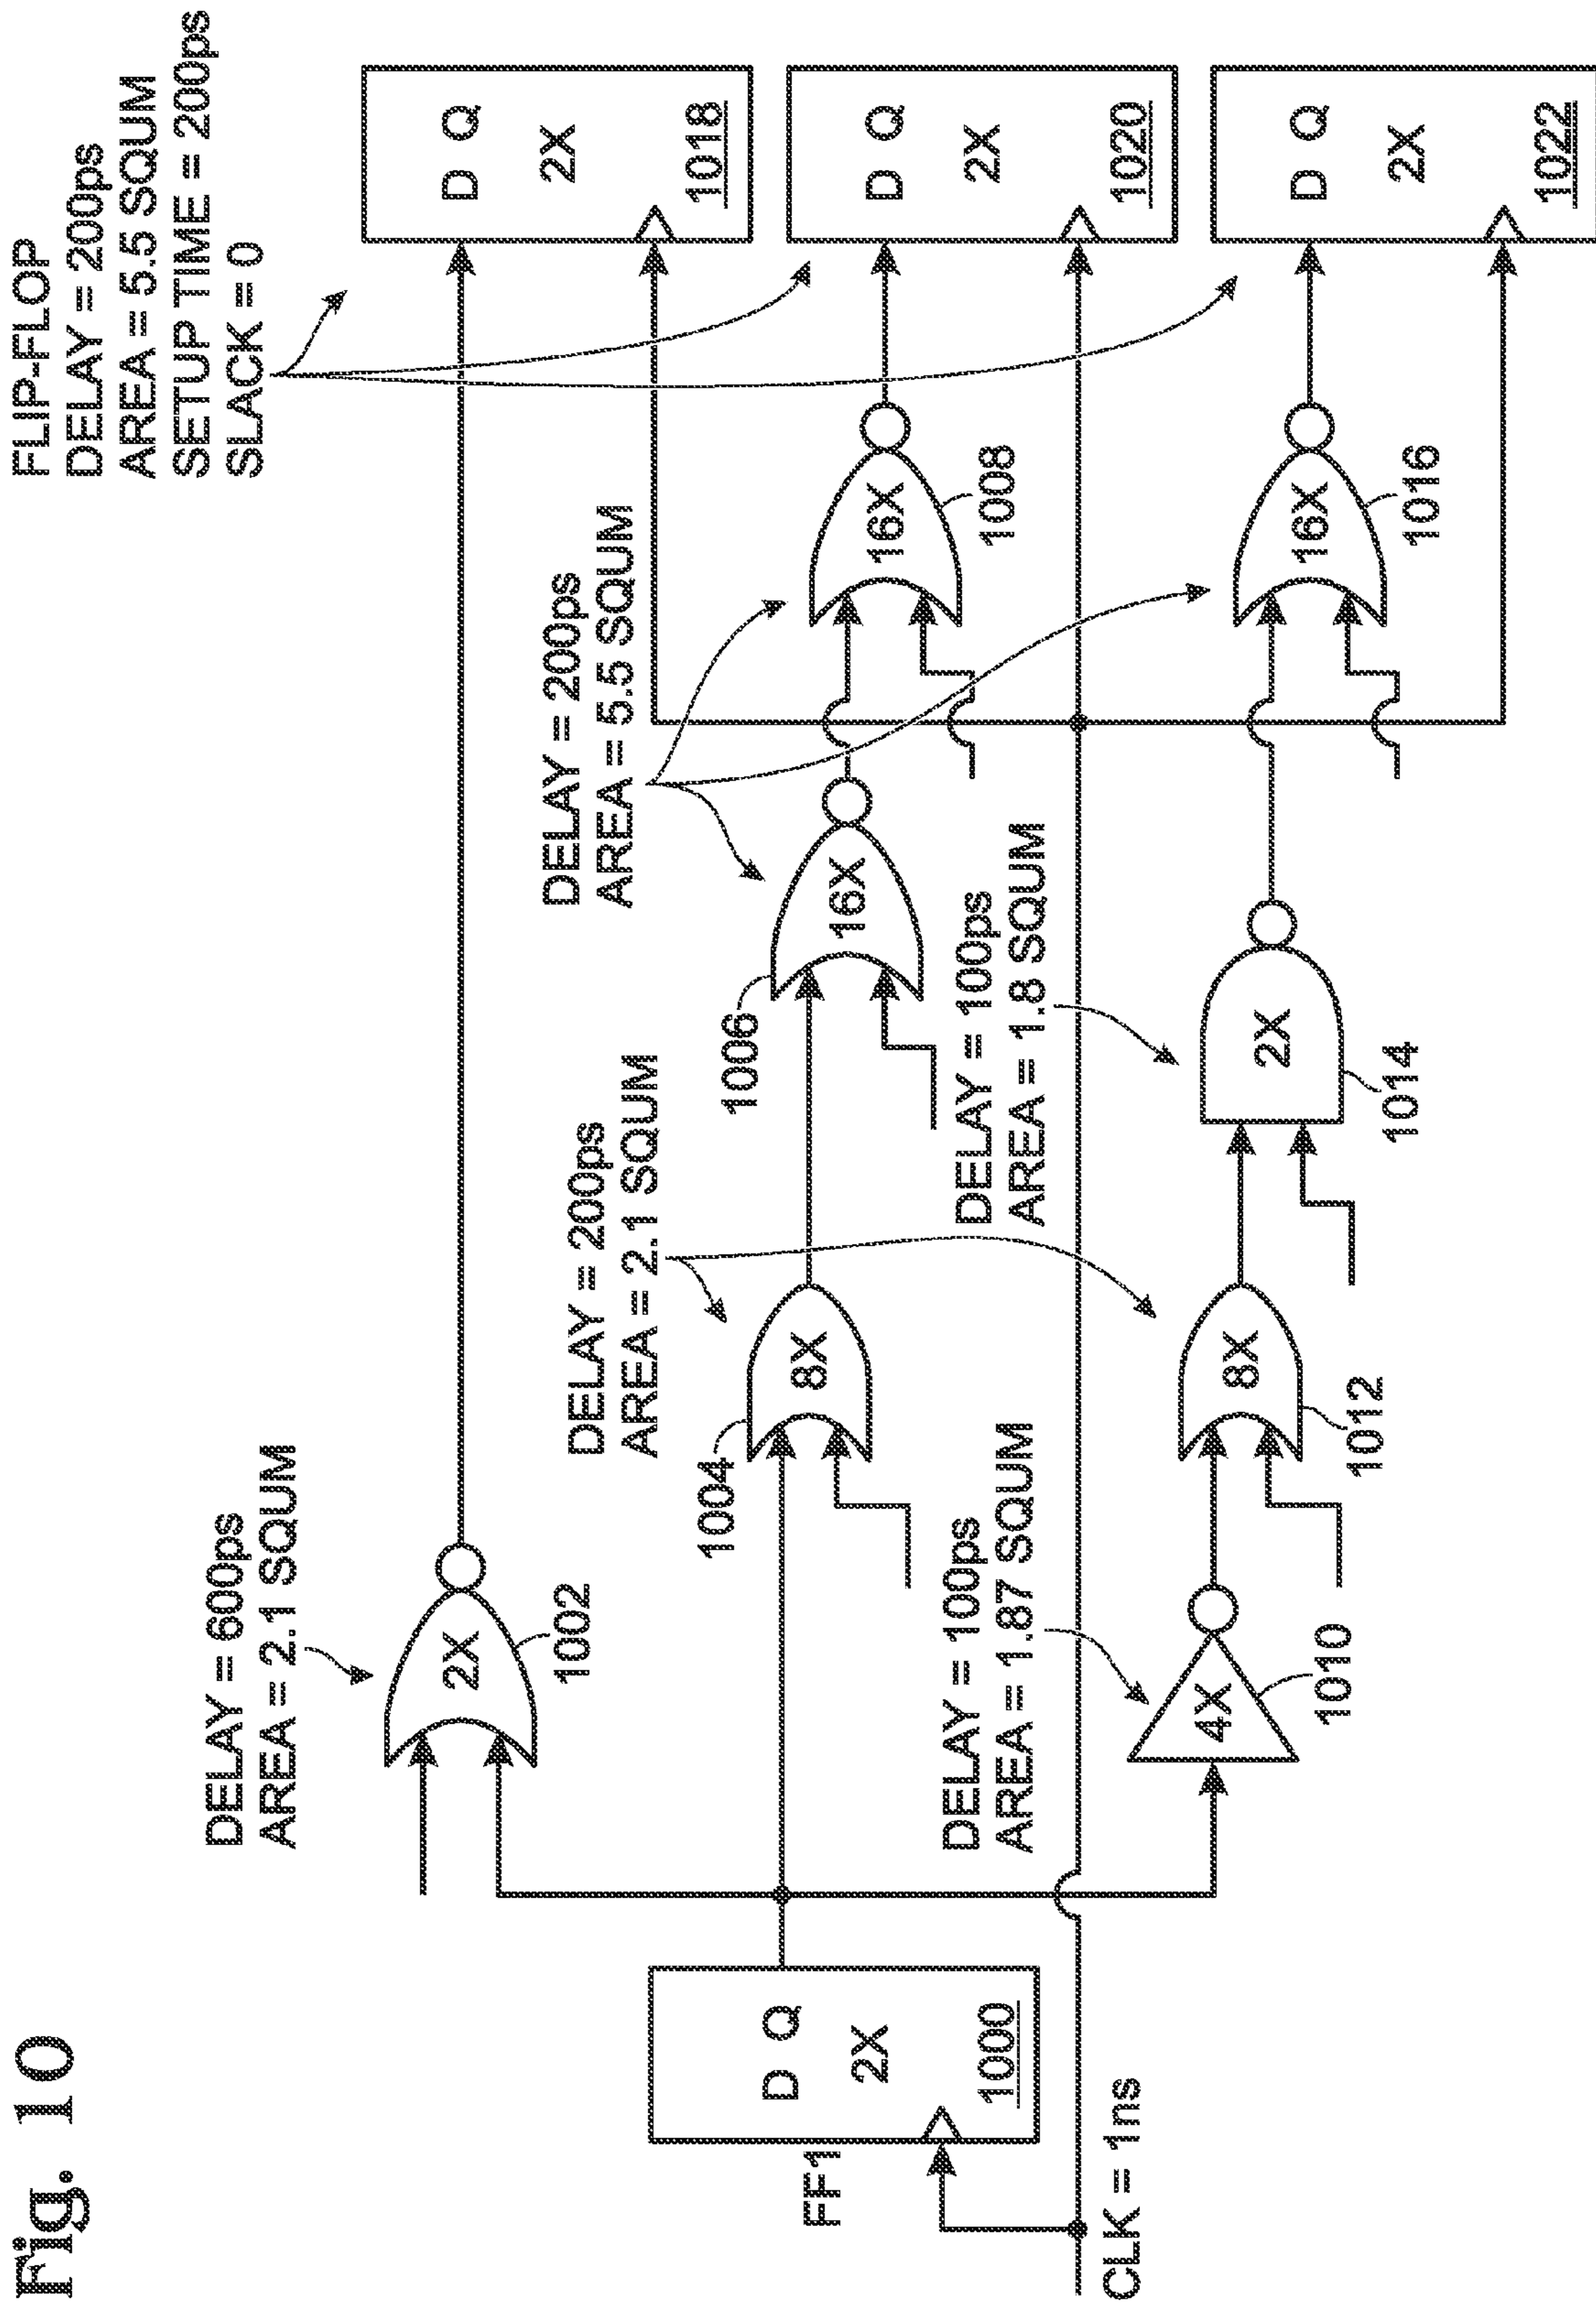 Fig. 10
FLIP-FLOP
DELAY = 200ps
AREA = 5.5 SQUM
SETUP TIME = 200ps
SLACK = 0
DELAY = 600ps
AREA = 2.1 SQUM
2X
1002
D Q
2X
1018
DELAY = 200ps
AREA = 5.5 SQUM
DELAY = 200ps
AREA = 2.1 SQUM
1004
8X
1006
16X
16X
1008
D Q
2X
1020
FF1
D Q
2X
1000
DELAY = 100ps
AREA = 1.87 SQUM
DELAY = 100ps
AREA = 1.8 SQUM
CLK = 1ns
4X
1010
8X
1012
2X
1014
16X
1016
D Q
2X
1022